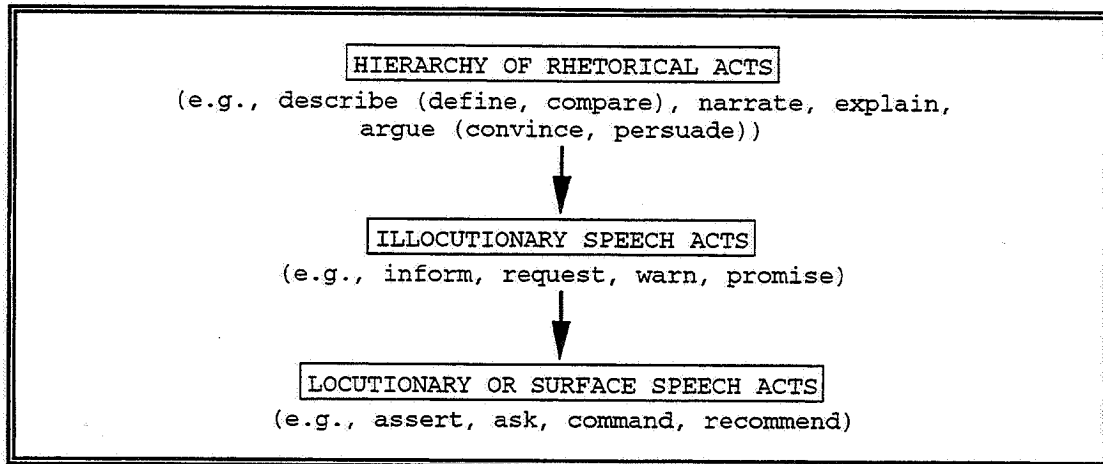 HIERARCHY OF RHETORICAL ACTS
(e.g., describe (define, compare), narrate, explain,
argue (convince, persuade))
ILLOCUTIONARY SPEECH ACTS
(e.g., inform, request, warn, promise)
LOCUTIONARY OR SURFACE SPEECH ACTS
(e.g., assert, ask, command, recommend)